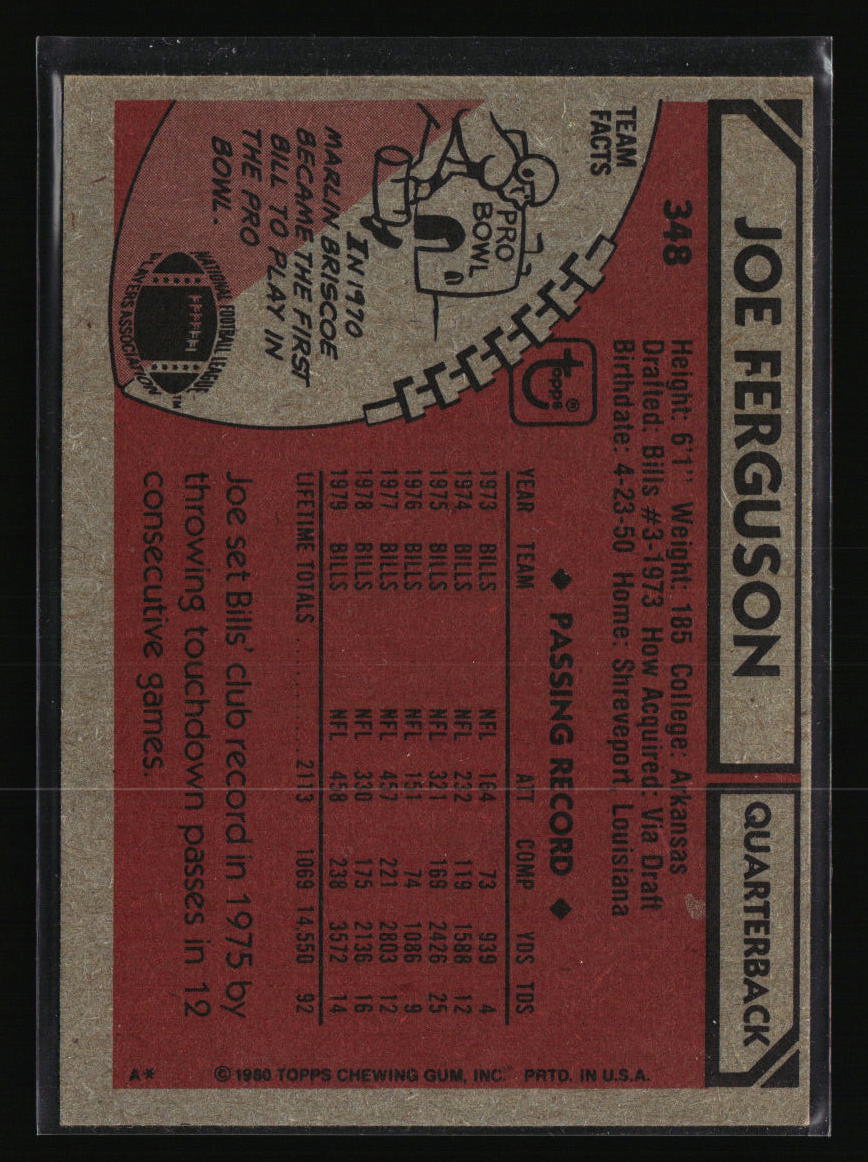 JOE FERGUSON
QUARTERBACK
348
Height: 6'1" Weight: 185 College: Arkansas
Drafted: Bills #3-1973 How Acquired: Via Draft
Birthdate: 4-23-50 Home: Shreveport, Louisiana
TEAM
FACTS
PRO
BOWL
IN 1970
MARLIN BRISCOE
BECAME THE FIRST
BILL TO PLAY IN
THE PRO
BOWL.
NATIONAL FOOTBALL LEAGUE
PLAYERS ASSOCIATION
TM
topps®
PASSING RECORD
YEAR TEAM ATT COMP YDS TDS
1973 BILLS NFL 164 73 939 4
1974 BILLS NFL 232 119 1588 12
1975 BILLS NFL 321 169 2426 25
1976 BILLS NFL 151 74 1086 9
1977 BILLS NFL 457 221 2803 12
1978 BILLS NFL 330 175 2136 16
1979 BILLS NFL 458 238 3572 14
LIFETIME TOTALS .......... 2113 1069 14,550 92
Joe set Bills' club record in 1975 by
throwing touchdown passes in 12
consecutive games.
A* © 1980 TOPPS CHEWING GUM, INC. PRTD. IN U.S.A.